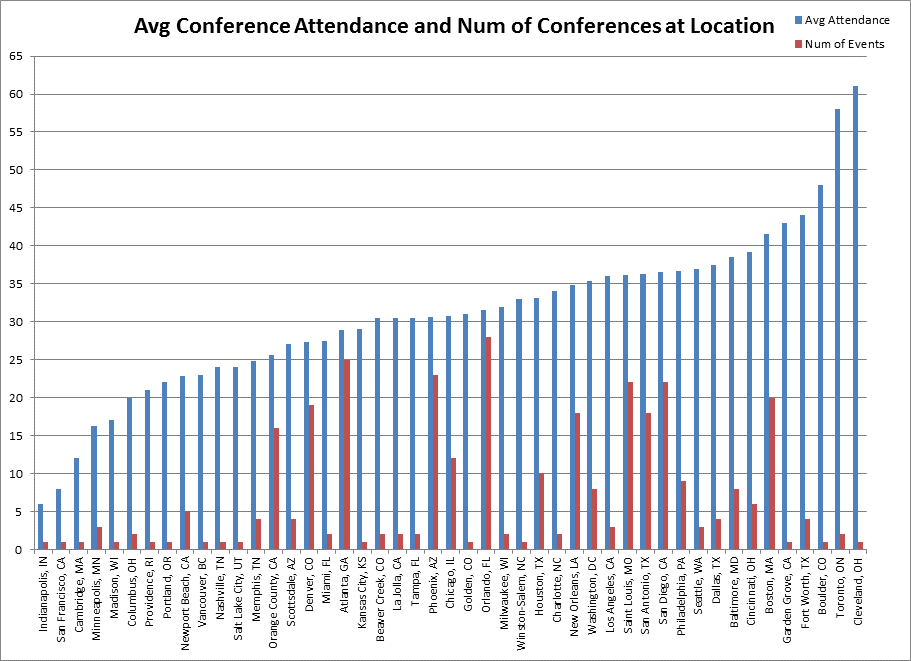 Avg Conference Attendance and Num of Conferences at Location
Avg Attendance
Num of Events
65
60
55
50
45
40
35
30
25
20
15
10
5
0
Indianapolis, IN
San Francisco, CA
Cambridge, MA
Minneapolis, MN
Madison, WI
Columbus, OH
Providence, RI
Portland, OR
Newport Beach, CA
Vancouver, BC
Nashville, TN
Salt Lake City, UT
Memphis, TN
Orange County, CA
Scottsdale, AZ
Denver, CO
Miami, FL
Atlanta, GA
Kansas City, KS
Beaver Creek, CO
La Jolla, CA
Tampa, FL
Phoenix, AZ
Chicago, IL
Golden, CO
Orlando, FL
Milwaukee, WI
Winston-Salern, NC
Houston, TX
Charlotte, NC
New Orleans, LA
Washington, DC
Los Angeles, CA
Saint Louis, MO
San Antonio, TX
San Diego, CA
Philadelphia, PA
Seattle, WA
Dallas, TX
Baltimore, MD
Cincinnati, OH
Boston, MA
Garden Grove, CA
Fort Worth, TX
Boulder, CO
Toronto, ON
Cleveland, OH